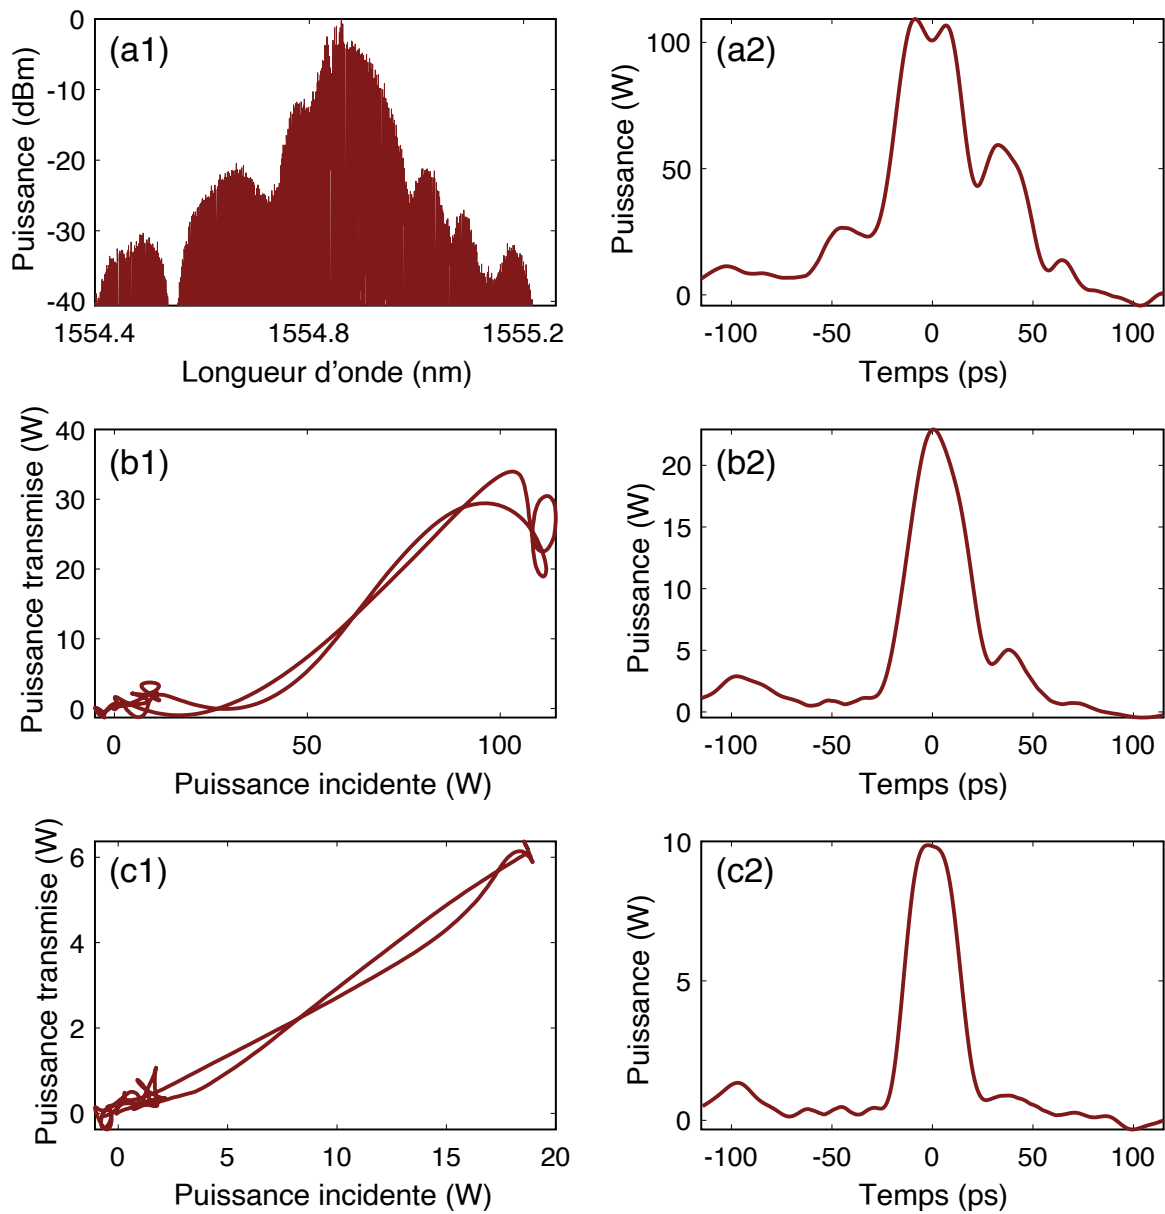 (a1)
Puissance (dBm)
0
-10
-20
-30
-40
1554.4
1554.8
1555.2
Longueur d'onde (nm)
(a2)
Puissance (W)
100
50
0
-100
-50
0
50
100
Temps (ps)
(b1)
Puissance transmise (W)
40
30
20
10
0
0
50
100
Puissance incidente (W)
(b2)
Puissance (W)
20
15
10
5
0
-100
-50
0
50
100
Temps (ps)
(c1)
Puissance transmise (W)
6
4
2
0
0
5
10
15
20
Puissance incidente (W)
(c2)
Puissance (W)
10
5
0
-100
-50
0
50
100
Temps (ps)